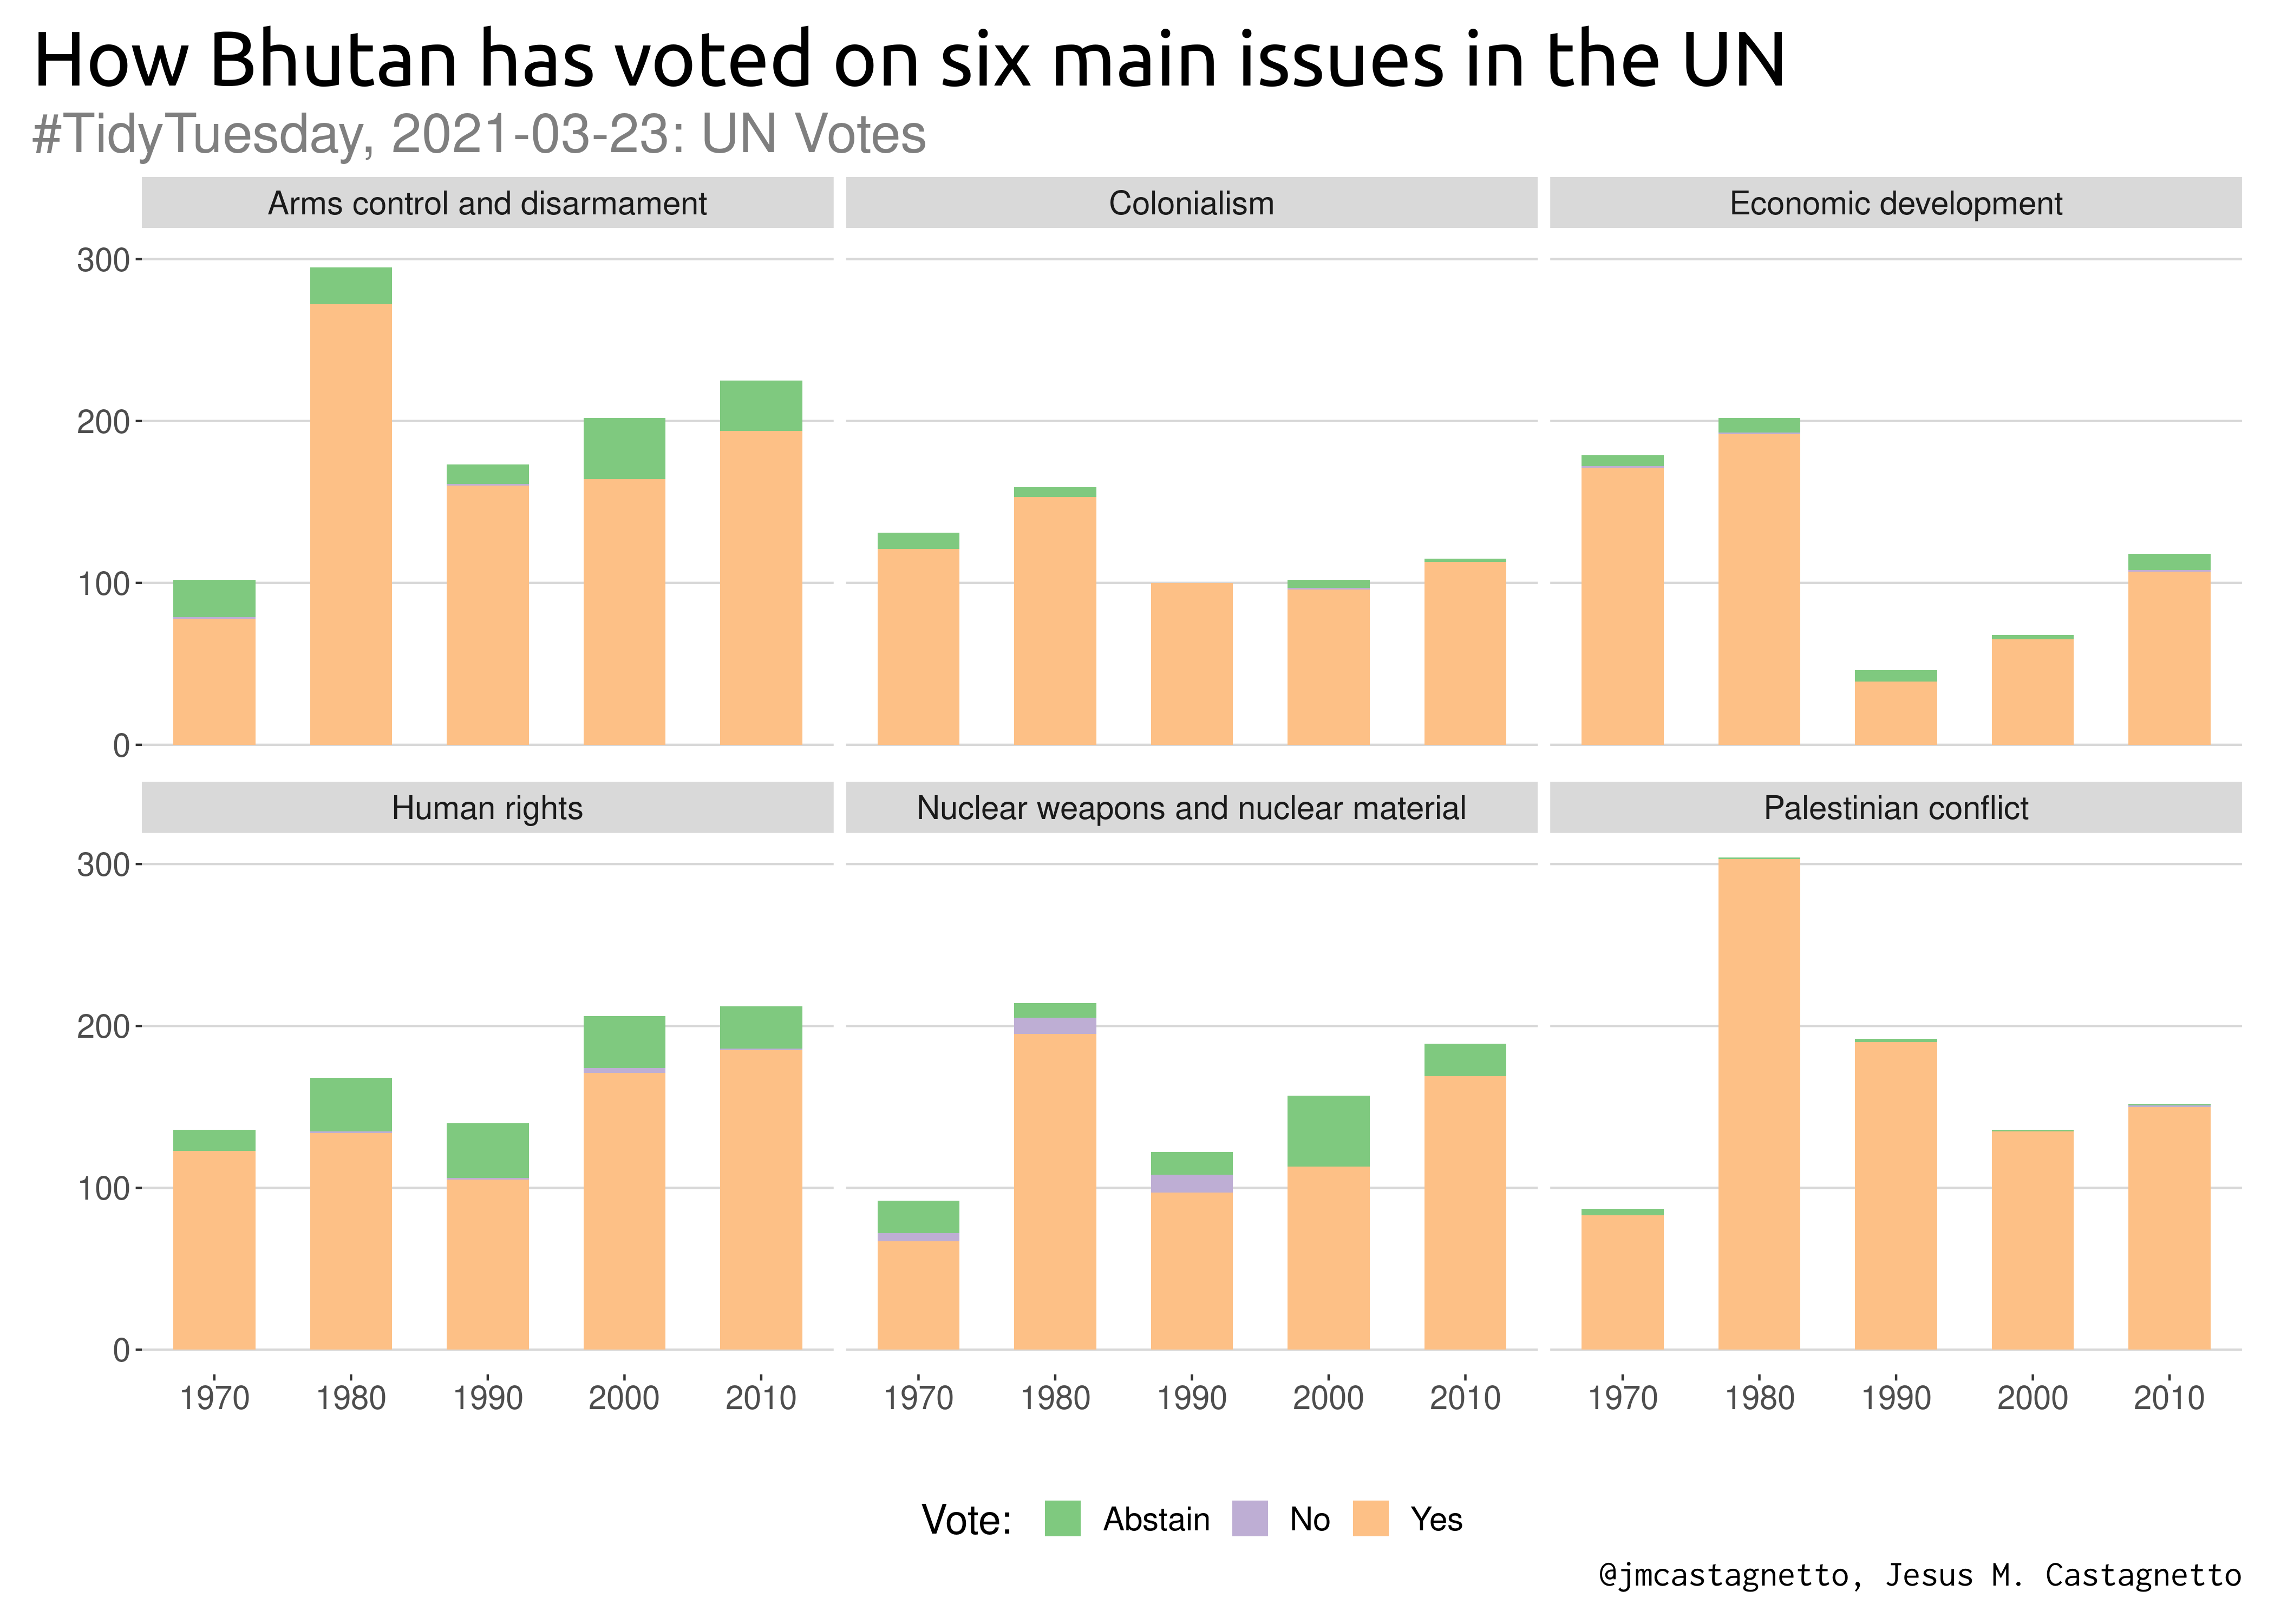 How Bhutan has voted on six main issues in the UN
#TidyTuesday, 2021-03-23: UN Votes
Arms control and disarmament
Colonialism
Economic development
300
200
100
0
Human rights
Nuclear weapons and nuclear material
Palestinian conflict
300
200
100
0
1970 1980 1990 2000 2010
1970 1980 1990 2000 2010
1970 1980 1990 2000 2010
Vote: Abstain No Yes
@jmcastagnetto, Jesus M. Castagnetto